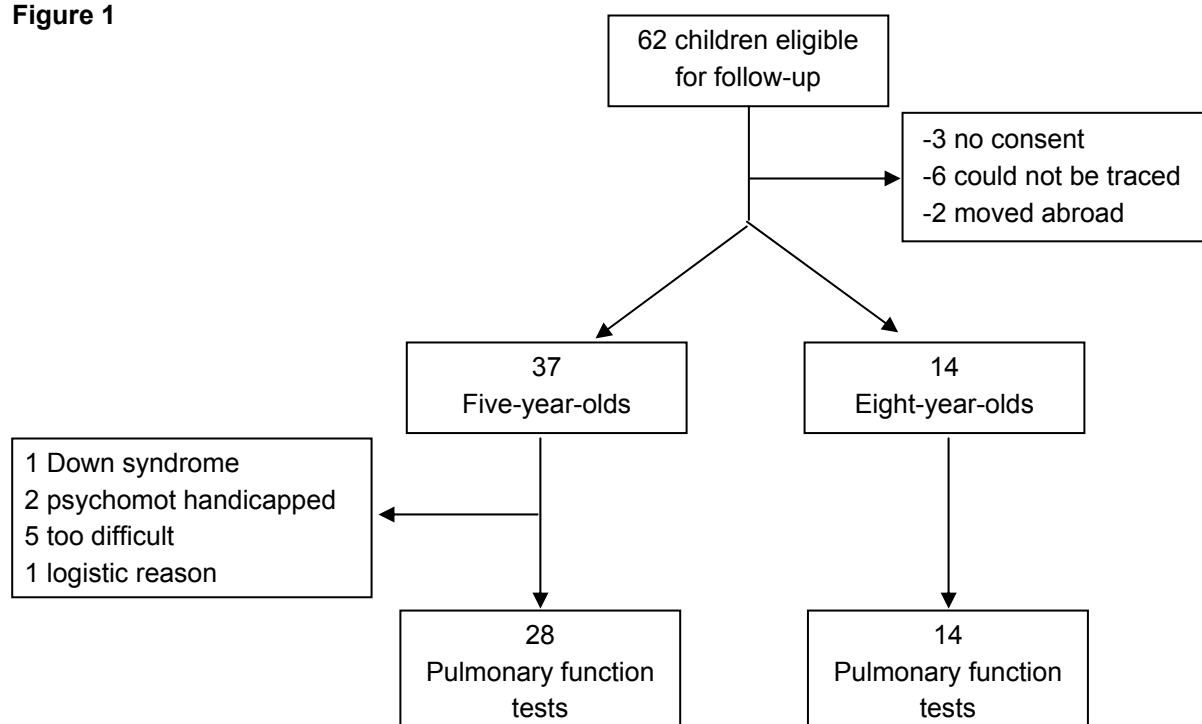 Figure 1
62 children eligible
for follow-up
-3 no consent
-6 could not be traced
-2 moved abroad
37
Five-year-olds
14
Eight-year-olds
1 Down syndrome
2 psychomot handicapped
5 too difficult
1 logistic reason
28
Pulmonary function
tests
14
Pulmonary function
tests